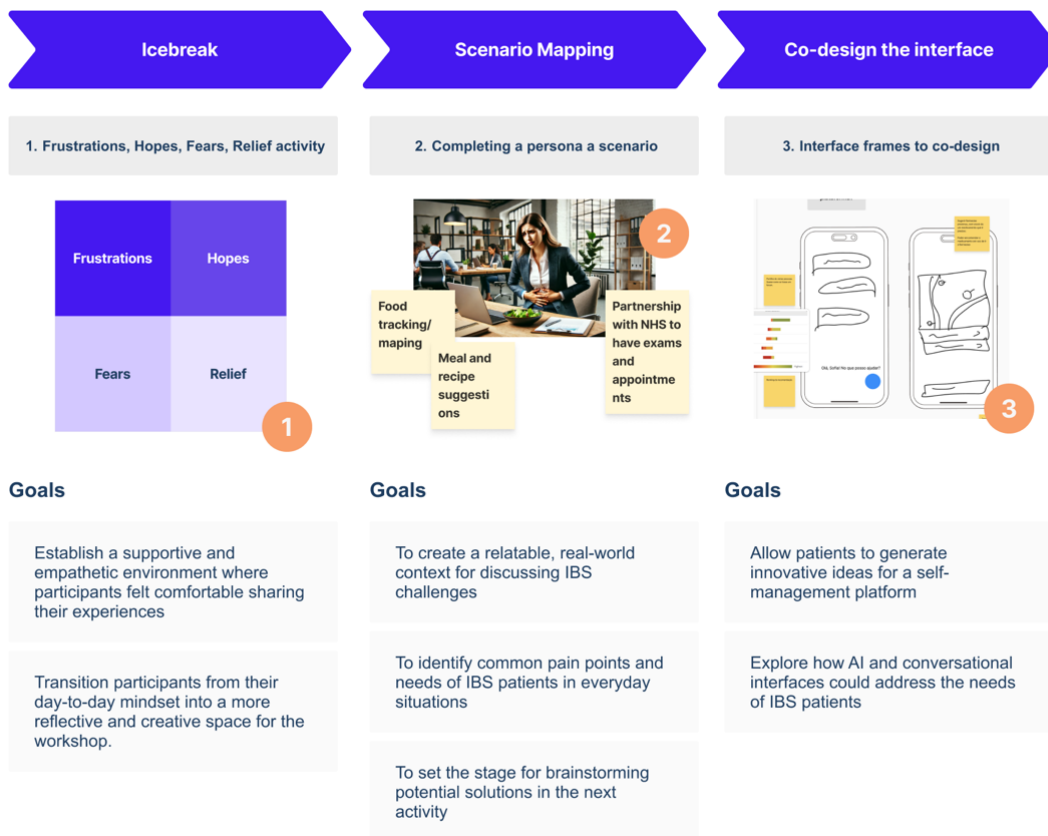 Icebreak
Scenario Mapping
Co-design the interface
1. Frustrations, Hopes, Fears, Relief activity
2. Completing a persona a scenario
3. Interface frames to co-design
Frustrations
Hopes
Fears
Relief
1
2
Food
tracking/
maping
Meal and
recipe
suggesti
ons
Partnership
with NHS to
have exams
and
appointme
nts
3
Goals
Establish a supportive and
empathetic environment where
participants felt comfortable sharing
their experiences
Transition participants from their
day-to-day mindset into a more
reflective and creative space for the
workshop.
Goals
To create a relatable, real-world
context for discussing IBS
challenges
To identify common pain points and
needs of IBS patients in everyday
situations
To set the stage for brainstorming
potential solutions in the next
activity
Goals
Allow patients to generate
innovative ideas for a self-
management platform
Explore how AI and conversational
interfaces could address the needs
of IBS patients